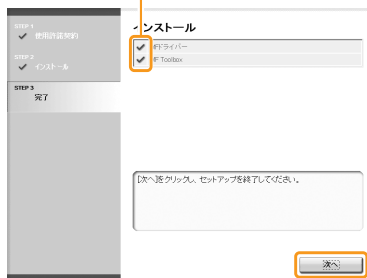 STEP 1
使用許諾契約
STEP 2
インストール
STEP 3
完了
インストール
MFドライバー
MF Toolbox
[次へ]をクリックし、セットアップを終了してください。
次へ